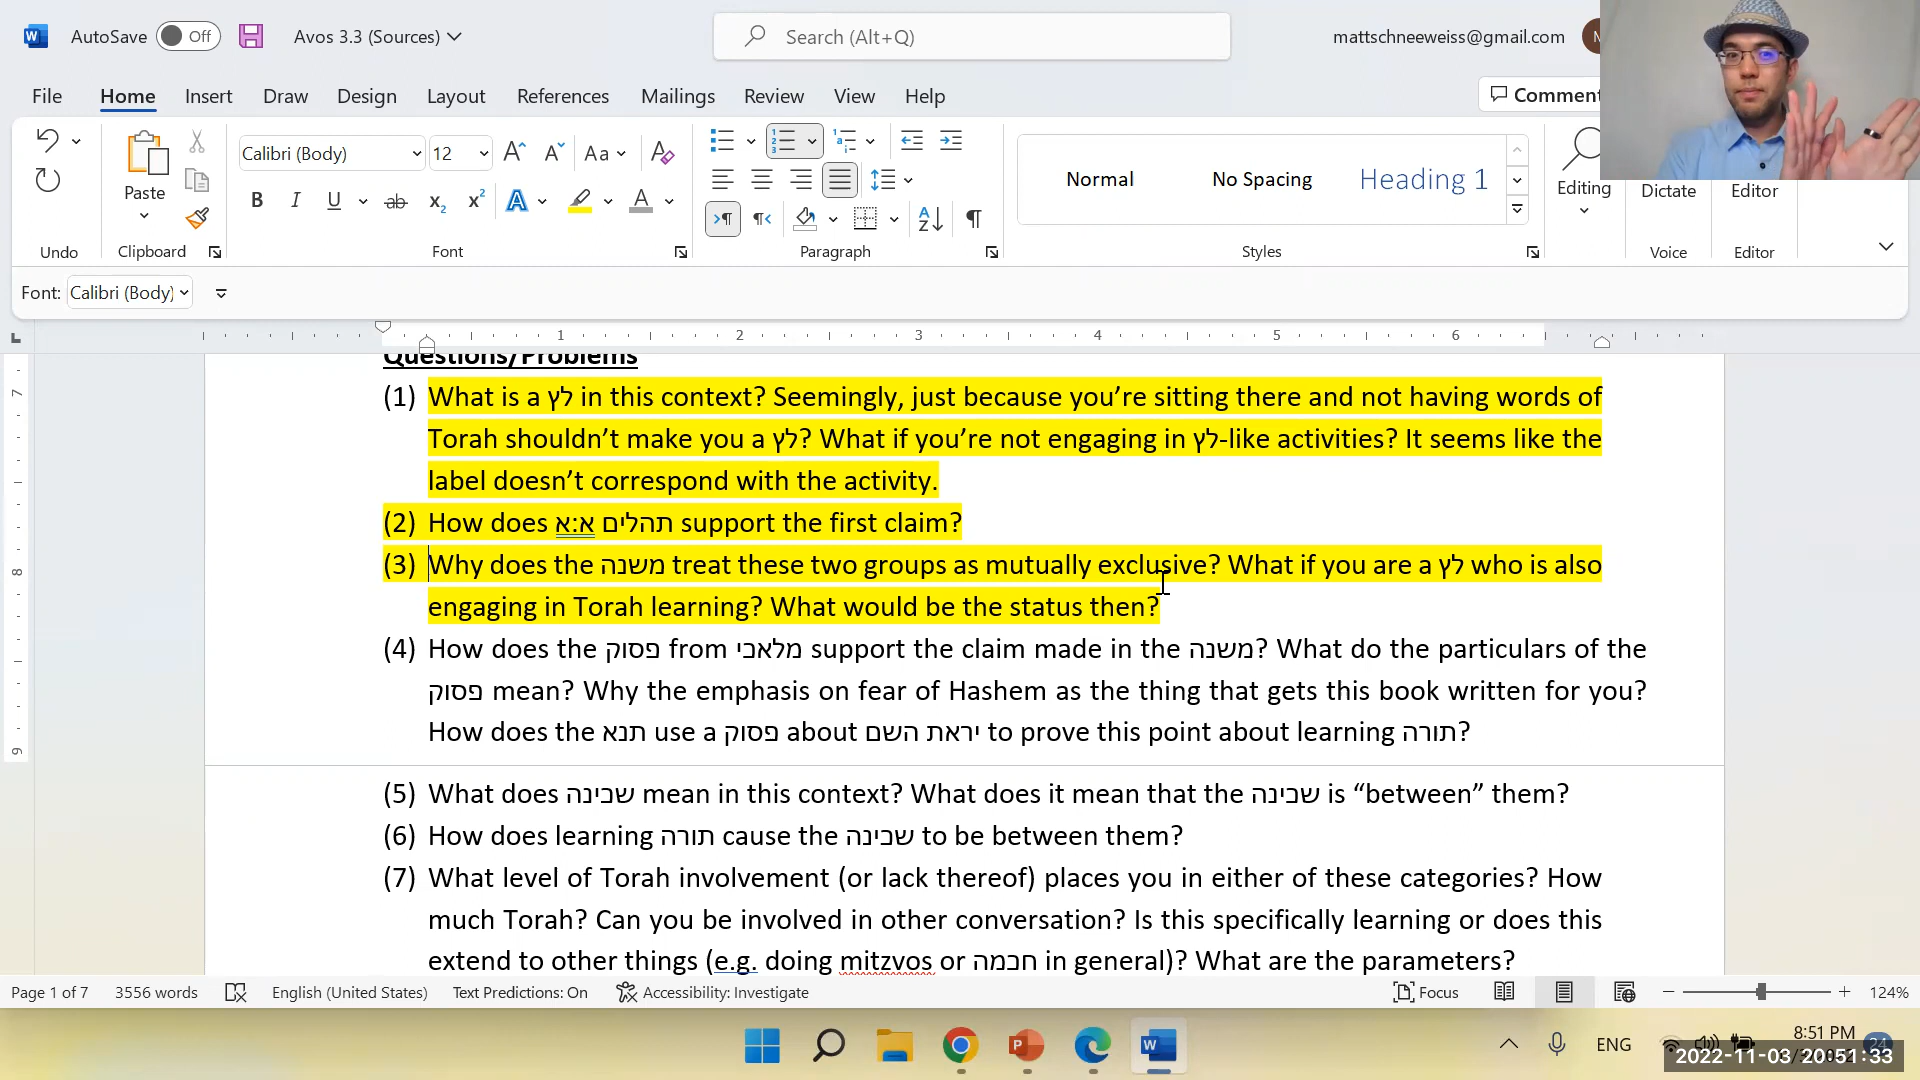 AutoSave Off Avos 3.3 (Sources) Search (Alt+Q) mattschneeweiss@gmail.com
File Home Insert Draw Design Layout References Mailings Review View Help
Calibri (Body) 12 Aa
Paste Normal No Spacing Heading 1 Editing Dictate Editor
Undo Clipboard Font Paragraph Styles Voice Editor
Font: Calibri (Body)
1 2 3 4 5 6
Questions/Problems
(1) What is a לץ in this context? Seemingly, just because you’re sitting there and not having words of
Torah shouldn’t make you a לץ? What if you’re not engaging in לץ-like activities? It seems like the
label doesn’t correspond with the activity.
(2) How does תהלים א:א support the first claim?
(3) Why does the משנה treat these two groups as mutually exclusive? What if you are a לץ who is also
engaging in Torah learning? What would be the status then?
(4) How does the פסוק from מלאכי support the claim made in the משנה? What do the particulars of the
פסוק mean? Why the emphasis on fear of Hashem as the thing that gets this book written for you?
How does the תנא use a פסוק about יראת השם to prove this point about learning תורה?
(5) What does שכינה mean in this context? What does it mean that the שכינה is “between” them?
(6) How does learning תורה cause the שכינה to be between them?
(7) What level of Torah involvement (or lack thereof) places you in either of these categories? How
much Torah? Can you be involved in other conversation? Is this specifically learning or does this
extend to other things (e.g. doing mitzvos or חכמה in general)? What are the parameters?
Page 1 of 7 3556 words English (United States) Text Predictions: On Accessibility: Investigate Focus 124%
ENG 8:51 PM
2022-11-03 20:51:33